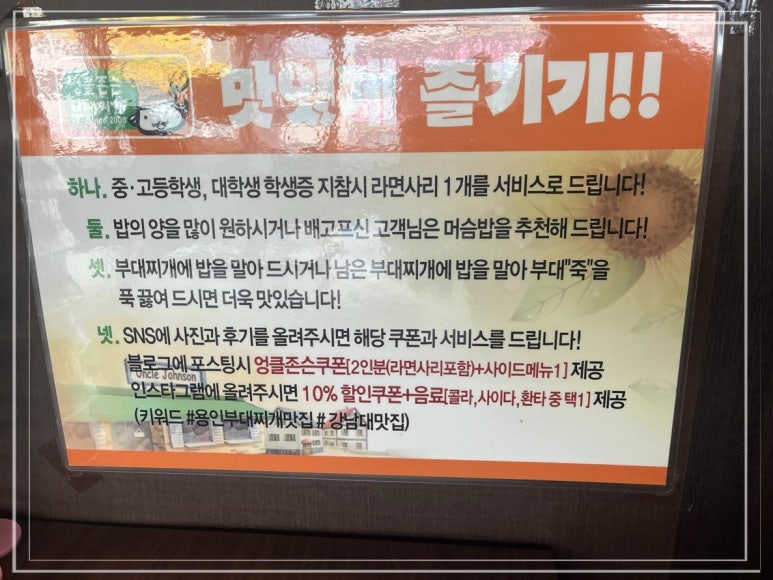 엉클죤슨
부대찌개
Since 2008
맛있게 즐기기!!
하나. 중·고등학생, 대학생 학생증 지참시 라면사리 1개를 서비스로 드립니다!
둘. 밥의 양을 많이 원하시거나 배고프신 고객님은 머슴밥을 추천해 드립니다!
셋. 부대찌개에 밥을 말아 드시거나 남은 부대찌개에 밥을 말아 부대"죽"을
푹 끓여 드시면 더욱 맛있습니다!
넷. SNS에 사진과 후기를 올려주시면 해당 쿠폰과 서비스를 드립니다!
블로그에 포스팅시 엉클존슨쿠폰[2인분(라면사리포함)+사이드메뉴1] 제공
Uncle Johnson
인스타그램에 올려주시면 10% 할인쿠폰+음료[콜라,사이다,환타 중 택1] 제공
(키워드 #용인부대찌개맛집 # 강남대맛집)